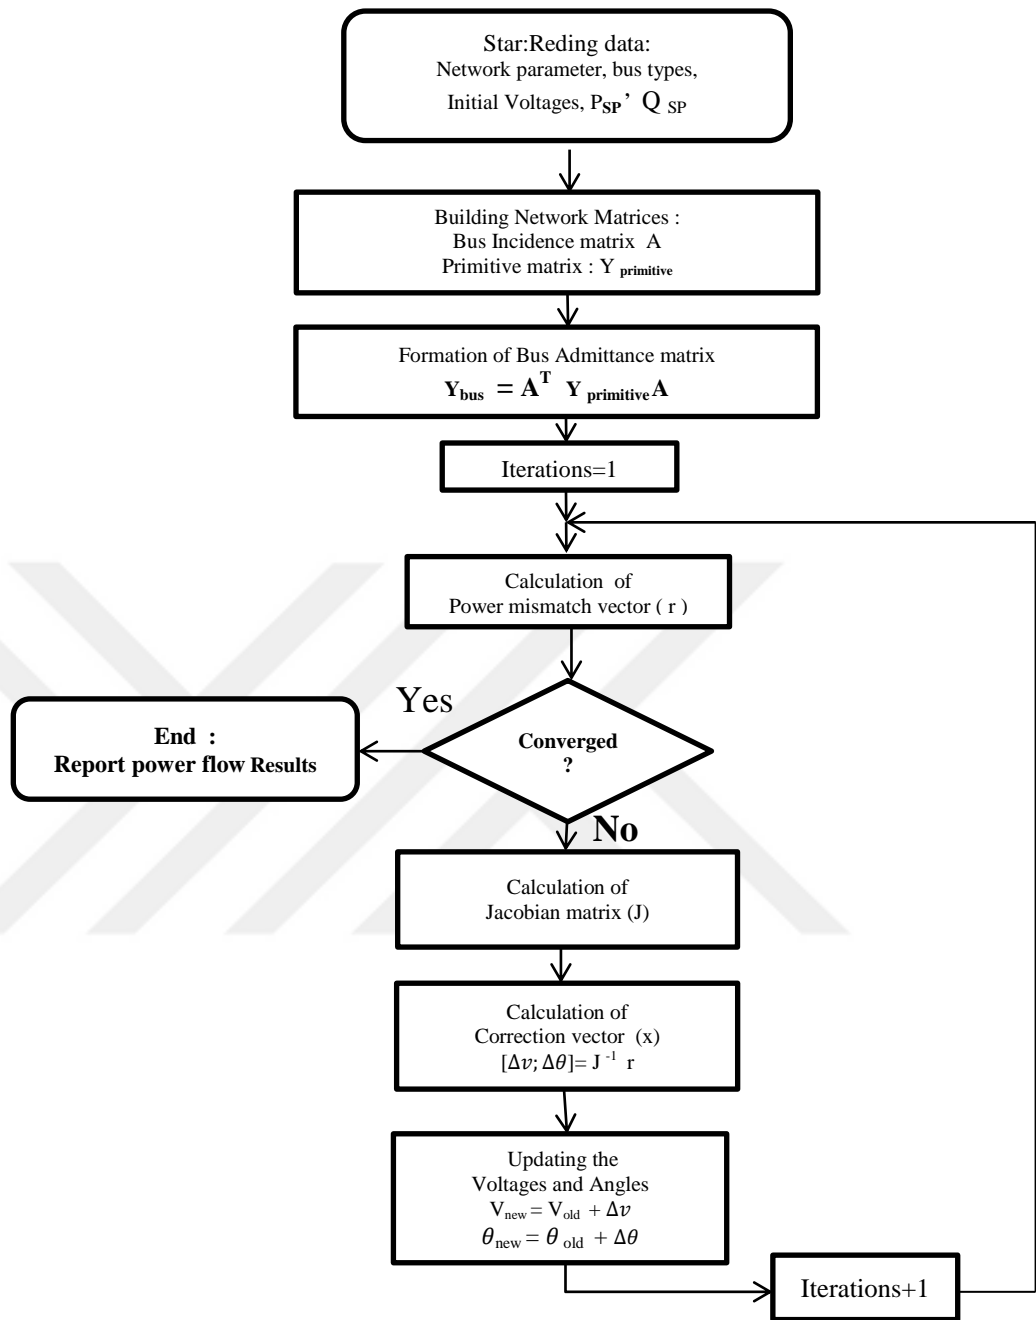 Star:Reding data:
Network parameter, bus types,
Initial Voltages, P_SP, Q_SP
Building Network Matrices :
Bus Incidence matrix A
Primitive matrix : Y primitive
Formation of Bus Admittance matrix
Y_bus = A^T Y primitive A
Iterations=1
Calculation of
Power mismatch vector ( r )
Yes
End :
Report power flow Results
Converged
?
No
Calculation of
Jacobian matrix (J)
Calculation of
Correction vector (x)
[Δv; Δθ]= J^-1 r
Updating the
Voltages and Angles
V_new = V_old + Δv
θ_new = θ_old + Δθ
Iterations+1